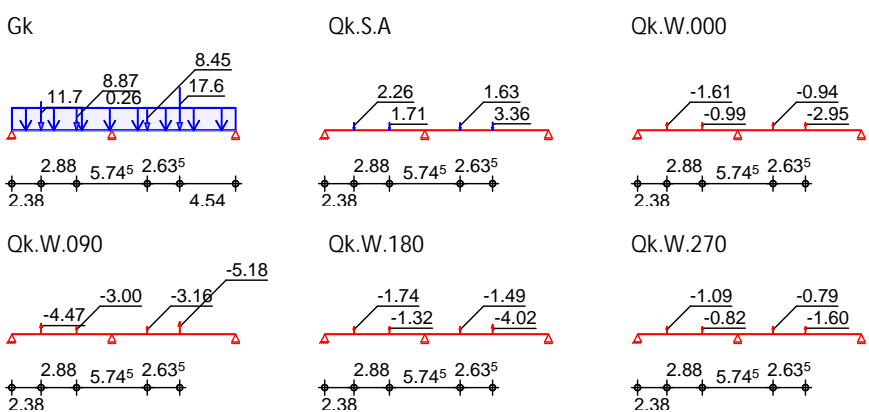 Gk
Qk.S.A
Qk.W.000
8.45
8.87
17.6
11.7
0.26
2.26
1.63
1.71
3.36
-1.61
-0.94
-0.99
-2.95
2.88 5.74⁵ 2.63⁵
2.88 5.74⁵ 2.63⁵
2.88 5.74⁵ 2.63⁵
2.38 4.54
2.38
2.38
Qk.W.090
Qk.W.180
Qk.W.270
-5.18
-3.00
-3.16
-4.47
-1.74
-1.49
-1.32
-4.02
-1.09
-0.79
-0.82
-1.60
2.88 5.74⁵ 2.63⁵
2.88 5.74⁵ 2.63⁵
2.88 5.74⁵ 2.63⁵
2.38
2.38
2.38